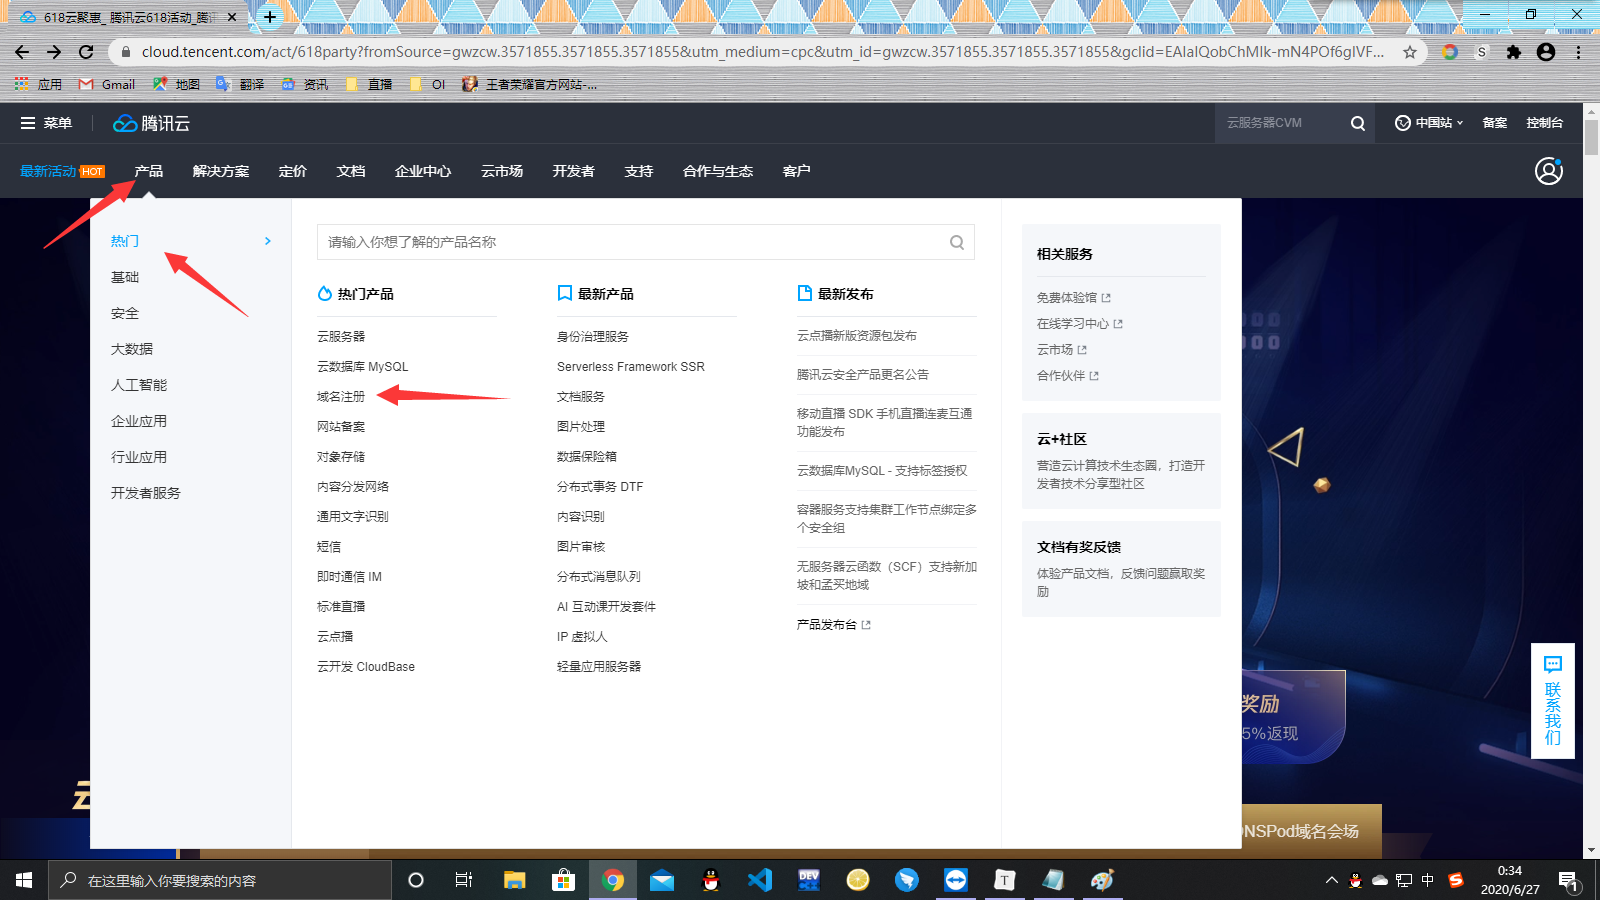 618云聚惠_ 腾讯云618活动_腾讯
cloud.tencent.com/act/618party?fromSource=gwzcw.3571855.3571855.3571855&utm_medium=cpc&utm_id=gwzcw.3571855.3571855.3571855&gclid=EAIaIQobChMIk-mN4POf6gIVF...
应用
Gmail
地图
翻译
资讯
直播
OI
王者荣耀官方网站-...
菜单
腾讯云
云服务器CVM
中国站
备案
控制台
最新活动 HOT
产品
解决方案
定价
文档
企业中心
云市场
开发者
支持
合作与生态
客户
热门
基础
安全
大数据
人工智能
企业应用
行业应用
开发者服务
请输入你想了解的产品名称
热门产品
云服务器
云数据库 MySQL
域名注册
网站备案
对象存储
内容分发网络
通用文字识别
短信
即时通信 IM
标准直播
云点播
云开发 CloudBase
最新产品
身份治理服务
Serverless Framework SSR
文档服务
图片处理
数据保险箱
分布式事务 DTF
内容识别
图片审核
分布式消息队列
AI 互动课开发套件
IP 虚拟人
轻量应用服务器
最新发布
云点播新版资源包发布
腾讯云安全产品更名公告
移动直播 SDK 手机直播连麦互通
功能发布
云数据库MySQL - 支持标签授权
容器服务支持集群工作节点绑定多
个安全组
无服务器云函数（SCF）支持新加
坡和孟买地域
产品发布台
相关服务
免费体验馆
在线学习中心
云市场
合作伙伴
云+社区
营造云计算技术生态圈，打造开
发者技术分享型社区
文档有奖反馈
体验产品文档，反馈问题赢取奖
励
奖励
5%返现
NSPod域名会场
联系我们
在这里输入你要搜索的内容
DEV
T
中
S
0:34
2020/6/27
1